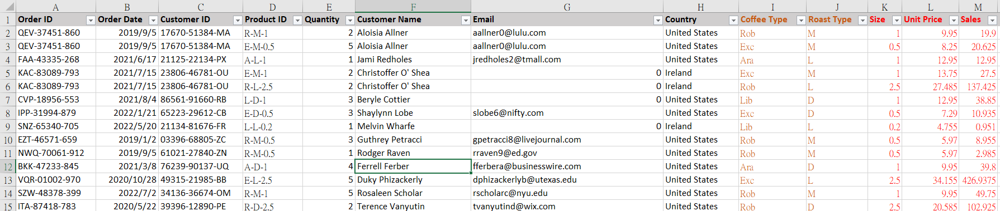 A B C D E F G H I J K L M
1 Order ID Order Date Customer ID Product ID Quantity Customer Name Email Country Coffee Type Roast Type Size Unit Price Sales
2 QEV-37451-860 2019/9/5 17670-51384-MA R-M-1 2 Aloisia Allner aallner0@lulu.com United States Rob M 1 9.95 19.9
3 QEV-37451-860 2019/9/5 17670-51384-MA E-M-0.5 5 Aloisia Allner aallner0@lulu.com United States Exc M 0.5 8.25 20.625
4 FAA-43335-268 2021/6/17 21125-22134-PX A-L-1 1 Jami Redholes jredholes2@tmall.com United States Ara L 1 12.95 12.95
5 KAC-83089-793 2021/7/15 23806-46781-OU E-M-1 2 Christoffer O' Shea 0 Ireland Exc M 1 13.75 27.5
6 KAC-83089-793 2021/7/15 23806-46781-OU R-L-2.5 2 Christoffer O' Shea 0 Ireland Rob L 2.5 27.485 137.425
7 CVP-18956-553 2021/8/4 86561-91660-RB L-D-1 3 Beryle Cottier 0 United States Lib D 1 12.95 38.85
8 IPP-31994-879 2022/1/21 65223-29612-CB E-D-0.5 3 Shaylynn Lobe slobe6@nifty.com United States Exc D 0.5 7.29 10.935
9 SNZ-65340-705 2022/5/20 21134-81676-FR L-L-0.2 1 Melvin Wharfe 0 Ireland Lib L 0.2 4.755 0.951
10 EZT-46571-659 2019/1/2 03396-68805-ZC R-M-0.5 3 Guthrey Petracci gpetracci8@livejournal.com United States Rob M 0.5 5.97 8.955
11 NWQ-70061-912 2019/9/5 61021-27840-ZN R-M-0.5 1 Rodger Raven rraven9@ed.gov United States Rob M 0.5 5.97 2.985
12 BKK-47233-845 2021/3/8 76239-90137-UQ A-D-1 4 Ferrell Ferber fferbera@businesswire.com United States Ara D 1 9.95 39.8
13 VQR-01002-970 2020/10/28 49315-21985-BB E-L-2.5 5 Duky Phizackerly dphizackerlyb@utexas.edu United States Exc L 2.5 34.155 426.9375
14 SZW-48378-399 2022/7/2 34136-36674-OM R-M-1 5 Rosaleen Scholar rscholarc@nyu.edu United States Rob M 1 9.95 49.75
15 ITA-87418-783 2020/5/22 39396-12890-PE R-D-2.5 2 Terence Vanyutin tvanyutind@wix.com United States Rob D 2.5 20.585 102.925